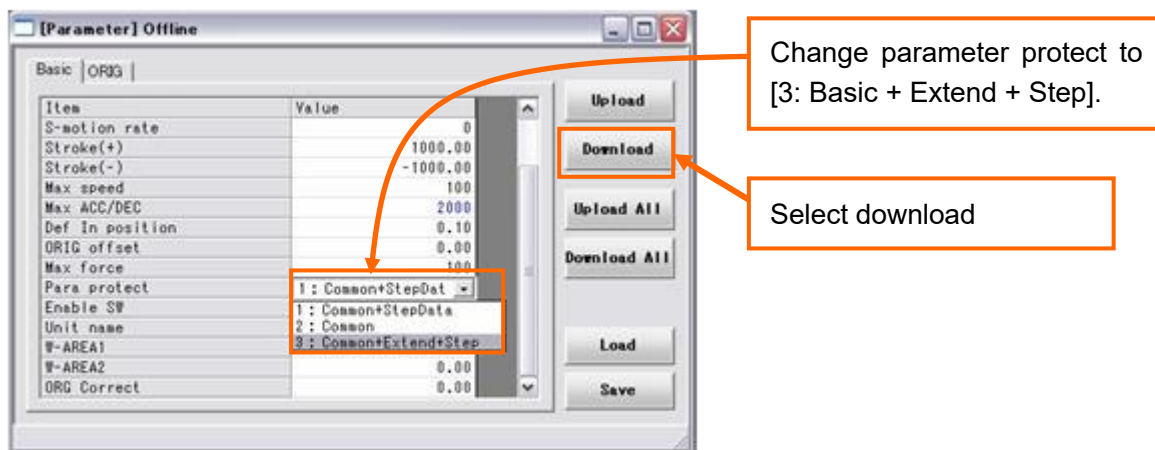 [Parameter] Offline
Basic
ORIG
Item Value
S-motion rate 0
Stroke(+) 1000.00
Stroke(-) -1000.00
Max speed 100
Max ACC/DEC 2000
Def In position 0.10
ORIG offset 0.00
Max force 100
Para protect 1 : Common+StepDat
Enable SW 1 : Common+StepData
Unit name 2 : Common
W-AREA1 3 : Common+Extend+Step
W-AREA2 0.00
ORG Correct 0.00
Upload
Download
Upload All
Download All
Load
Save
Change parameter protect to
[3: Basic + Extend + Step].
Select download